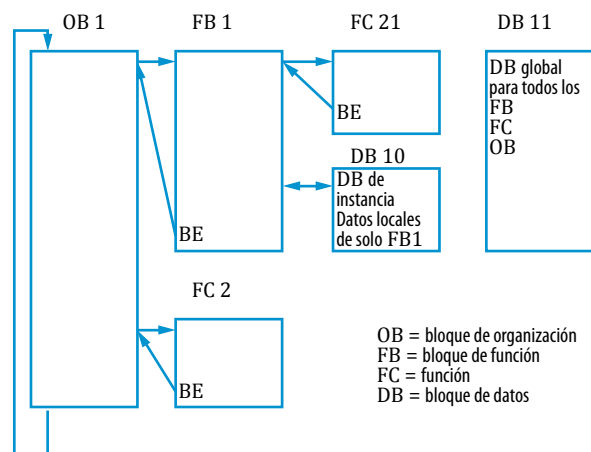 OB 1
FB 1
FC 21
DB 11
DB global
para todos los
FB
FC
OB
BE
DB 10
DB de
instancia
Datos locales
de solo FB1
BE
FC 2
BE
OB = bloque de organización
FB = bloque de función
FC = función
DB = bloque de datos